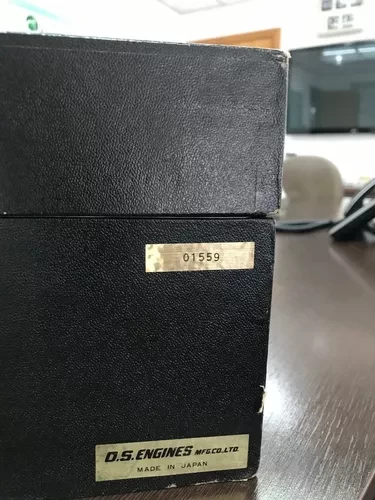 01559
O.S.ENGINES MFG.CO.,LTD.
MADE IN JAPAN